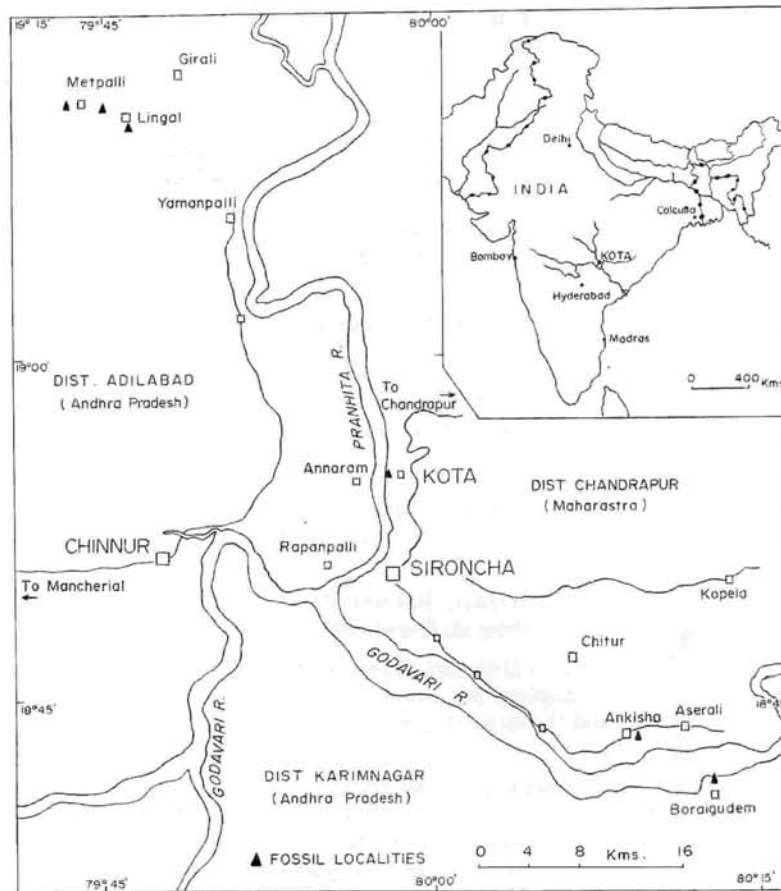 19° 15' 79°45'
80°00'
Girali
Metpalli
Lingal
Yamanpalli
Delhi
INDIA
Calcutta
Bombay
KOTA
Hyderabad
Madras
0 400
Kms.
19°00'
DIST. ADILABAD
(Andhra Pradesh)
PRANHITA R.
To
Chandrapur
Annaram
KOTA
DIST CHANDRAPUR
(Maharastra)
CHINNUR
Rapanpalli
SIRONCHA
To Mancherial
Kopela
Chitur
GODAVARI R
GODAVARI R.
18°45'
18°45'
Ankisha
Aserali
DIST KARIMNAGAR
(Andhra Pradesh)
Boraigudem
FOSSIL LOCALITIES
0 4 8 16
Kms.
79°45'
80°00'
80°15'